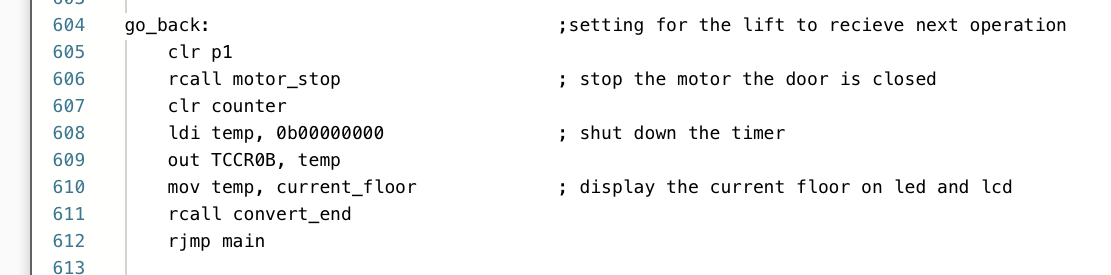 604 go_back: ;setting for the lift to recieve next operation
605 clr p1
606 rcall motor_stop ; stop the motor the door is closed
607 clr counter
608 ldi temp, 0b00000000 ; shut down the timer
609 out TCCR0B, temp
610 mov temp, current_floor ; display the current floor on led and lcd
611 rcall convert_end
612 rjmp main
613